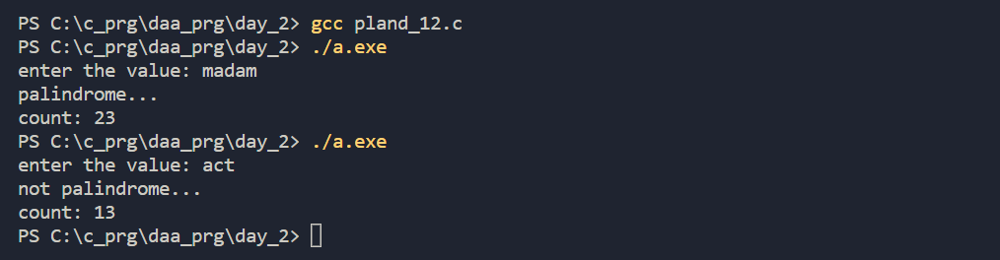 PS C:\c_prg\daa_prg\day_2> gcc pland_12.c
PS C:\c_prg\daa_prg\day_2> ./a.exe
enter the value: madam
palindrome...
count: 23
PS C:\c_prg\daa_prg\day_2> ./a.exe
enter the value: act
not palindrome...
count: 13
PS C:\c_prg\daa_prg\day_2>